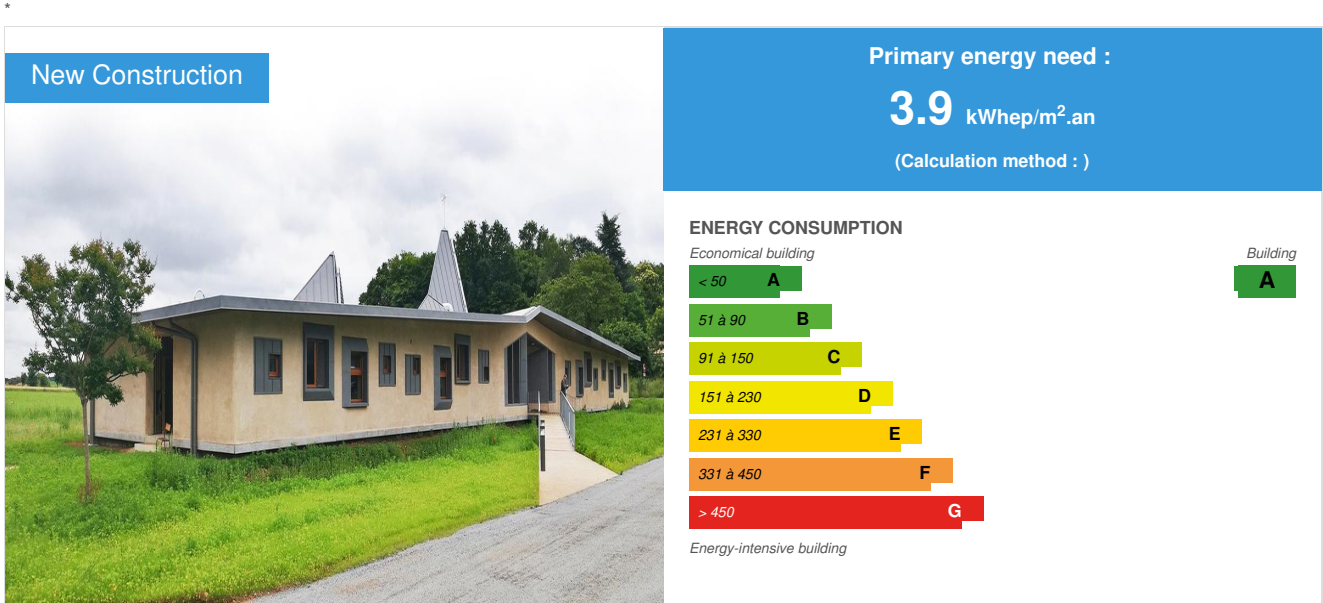 *
New Construction
Primary energy need :
3.9 kWhep/m².an
(Calculation method : )
ENERGY CONSUMPTION
Economical building
Building
< 50 A
A
51 à 90 B
91 à 150 C
151 à 230 D
231 à 330 E
331 à 450 F
> 450 G
Energy-intensive building